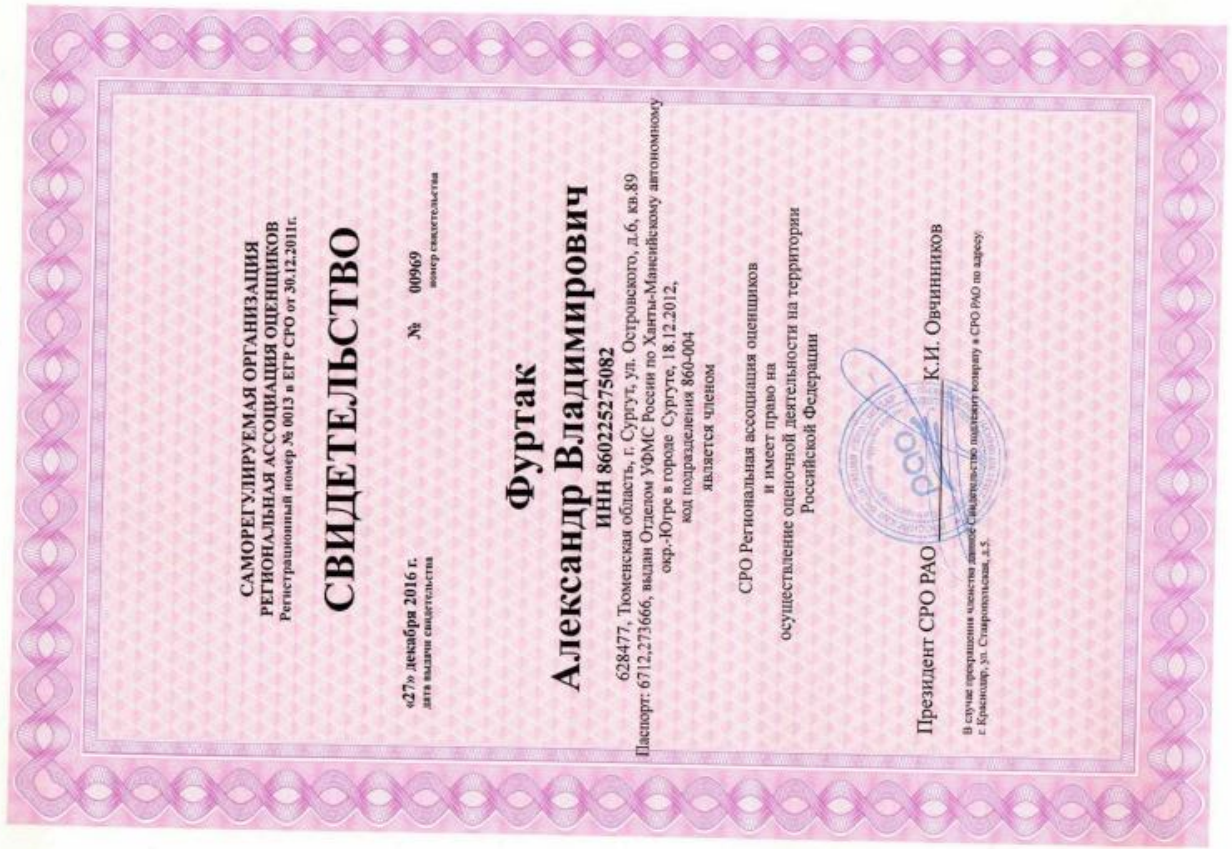 САМОРЕГУЛИРУЕМАЯ ОРГАНИЗАЦИЯ
РЕГИОНАЛЬНАЯ АССОЦИАЦИЯ ОЦЕНЩИКОВ
Регистрационный номер № 0013 в ЕГР СРО от 30.12.2011г.
СВИДЕТЕЛЬСТВО
«27» декабря 2016 г. № 00969
дата выдачи свидетельства номер свидетельства
Фуртак
Александр Владимирович
ИНН 860225275082
628477, Тюменская область, г. Сургут, ул. Островского, д.6, кв.89
Паспорт: 6712,273666, выдан Отделом УФМС России по Ханты-Мансийскому автономному
окр.-Югре в городе Сургуте, 18.12.2012,
код подразделения 860-004
является членом
СРО Региональная ассоциация оценщиков
и имеет право на
осуществление оценочной деятельности на территории
Российской Федерации
Президент СРО РАО К.И. Овчинников
РАО
В случае прекращения членства данное Свидетельство подлежит возврату в СРО РАО по адресу:
г. Краснодар, ул. Ставропольская, д.5.